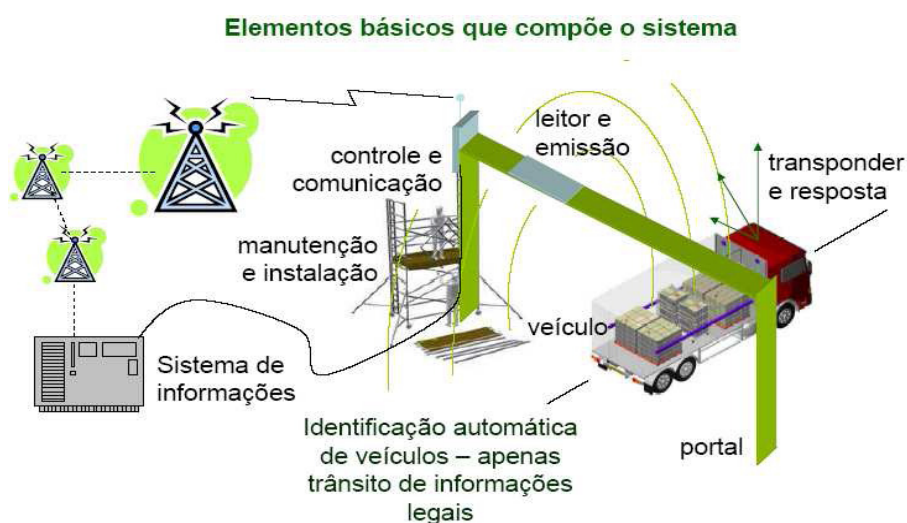 Elementos básicos que compõe o sistema
leitor e
emissão
controle e
comunicação
transponder
e resposta
manutenção
e instalação
veículo
Sistema de
informações
Identificação automática
de veículos – apenas
trânsito de informações
legais
portal